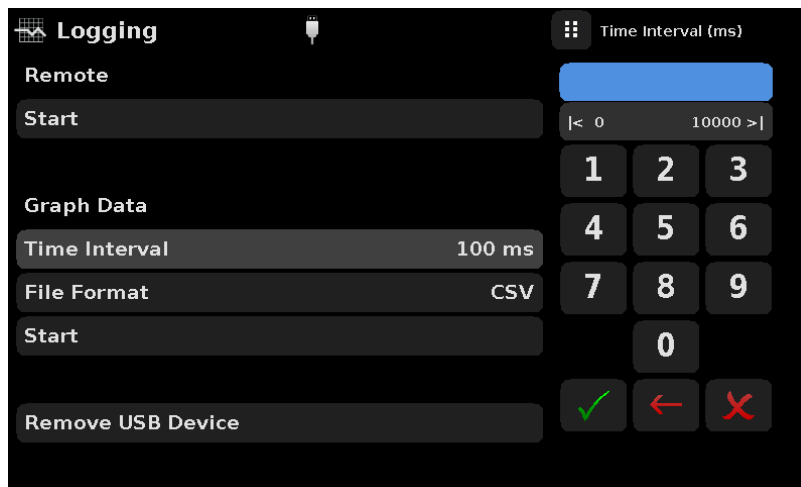 Logging
Remote
Start
Graph Data
Time Interval 100 ms
File Format CSV
Start
Remove USB Device
Time Interval (ms)
|< 0 10000 >|
1 2 3
4 5 6
7 8 9
0